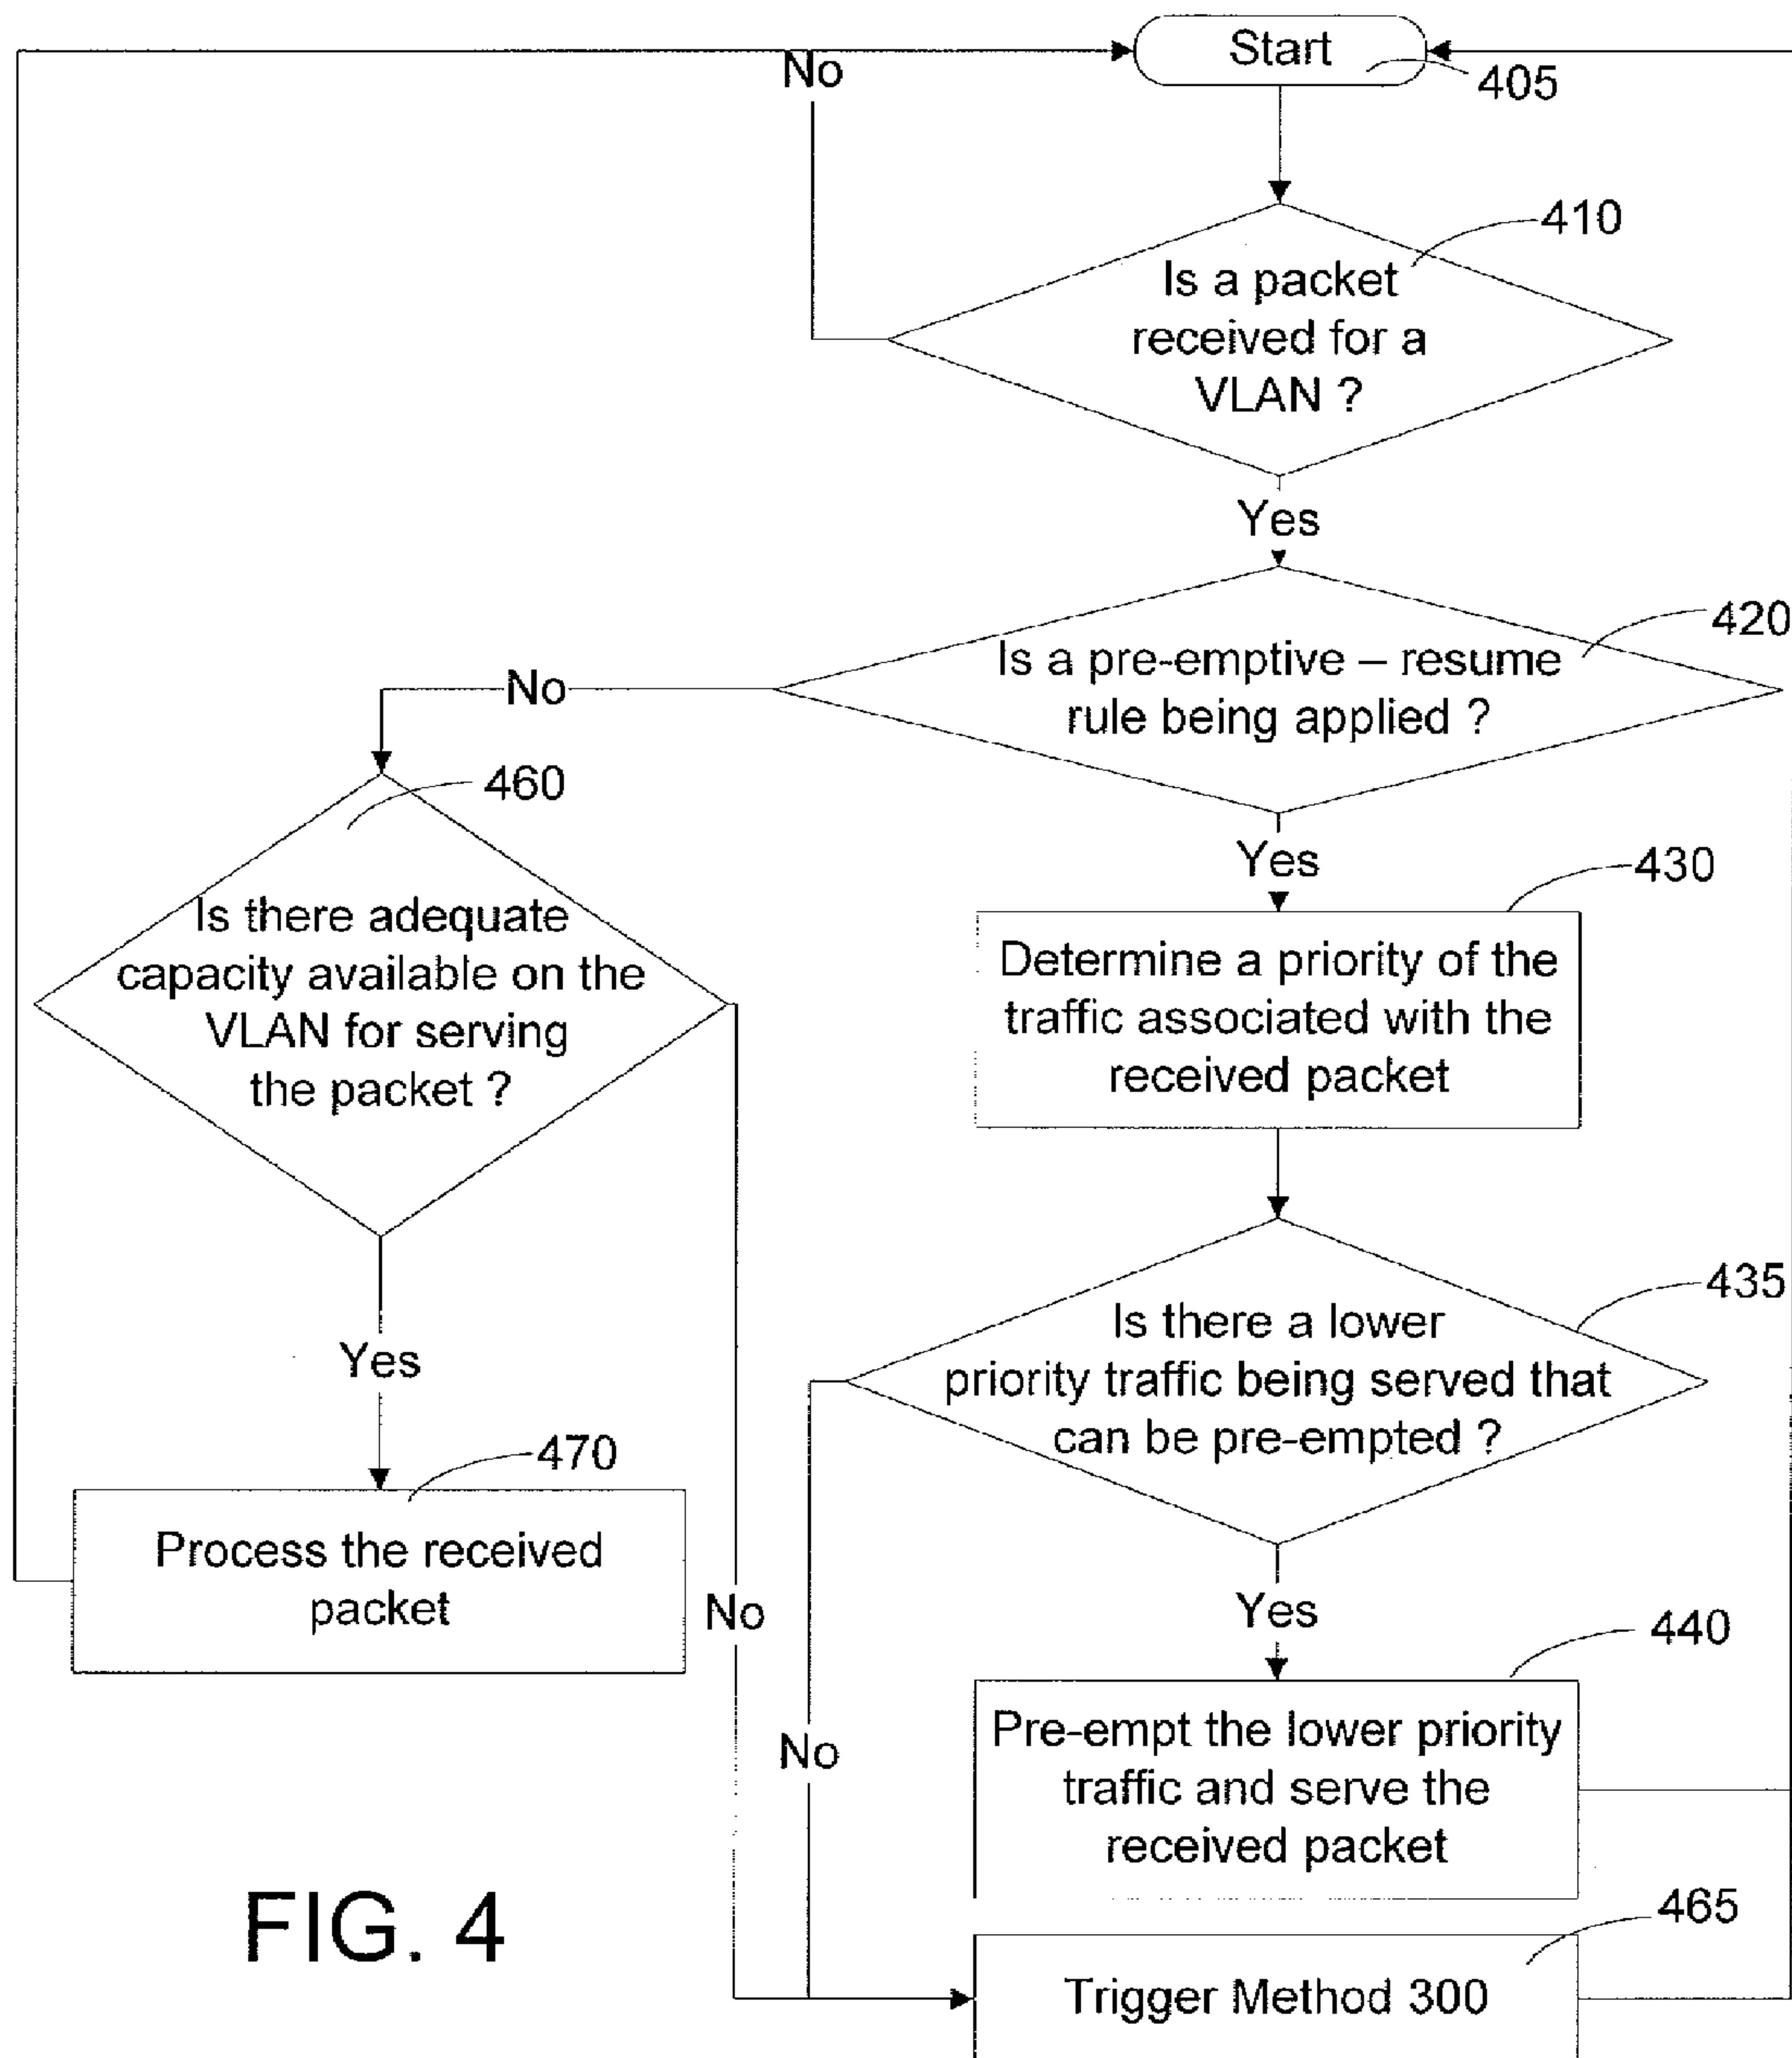 Start
405
No
410
Is a packet
received for a
VLAN ?
Yes
420
Is a pre-emptive – resume
rule being applied ?
No
460
Yes
430
Is there adequate
capacity available on the
VLAN for serving
the packet ?
Determine a priority of the
traffic associated with the
received packet
435
Is there a lower
priority traffic being served that
can be pre-empted ?
Yes
470
Process the received
packet
No
Yes
440
No
Pre-empt the lower priority
traffic and serve the
received packet
465
Trigger Method 300
FIG. 4